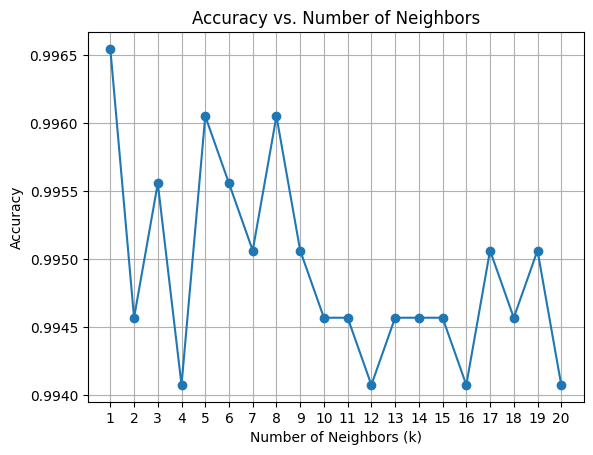 Accuracy vs. Number of Neighbors
0.9965
0.9960
0.9955
0.9950
0.9945
0.9940
Accuracy
1 2 3 4 5 6 7 8 9 10 11 12 13 14 15 16 17 18 19 20
Number of Neighbors (k)